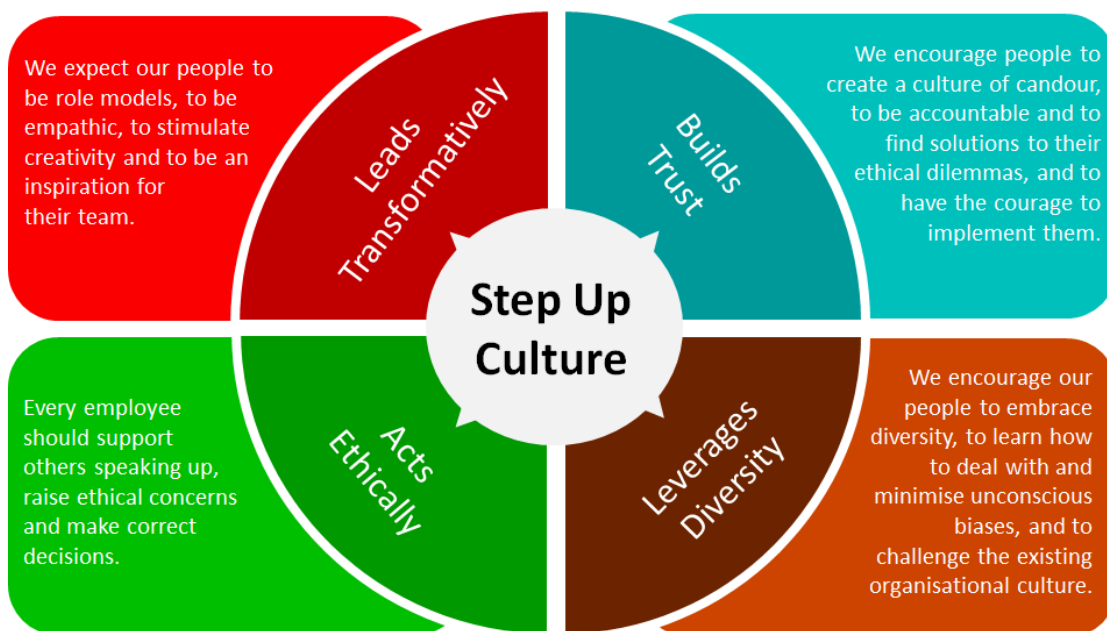 We expect our people to
be role models, to be
empathic, to stimulate
creativity and to be an
inspiration for
their team.
Leads
Transformatively
Builds
Trust
We encourage people to
create a culture of candour,
to be accountable and to
find solutions to their
ethical dilemmas, and to
have the courage to
implement them.
Step Up
Culture
Every employee
should support
others speaking up,
raise ethical concerns
and make correct
decisions.
Acts
Ethically
Leverages
Diversity
We encourage our
people to embrace
diversity, to learn how
to deal with and
minimise unconscious
biases, and to
challenge the existing
organisational culture.